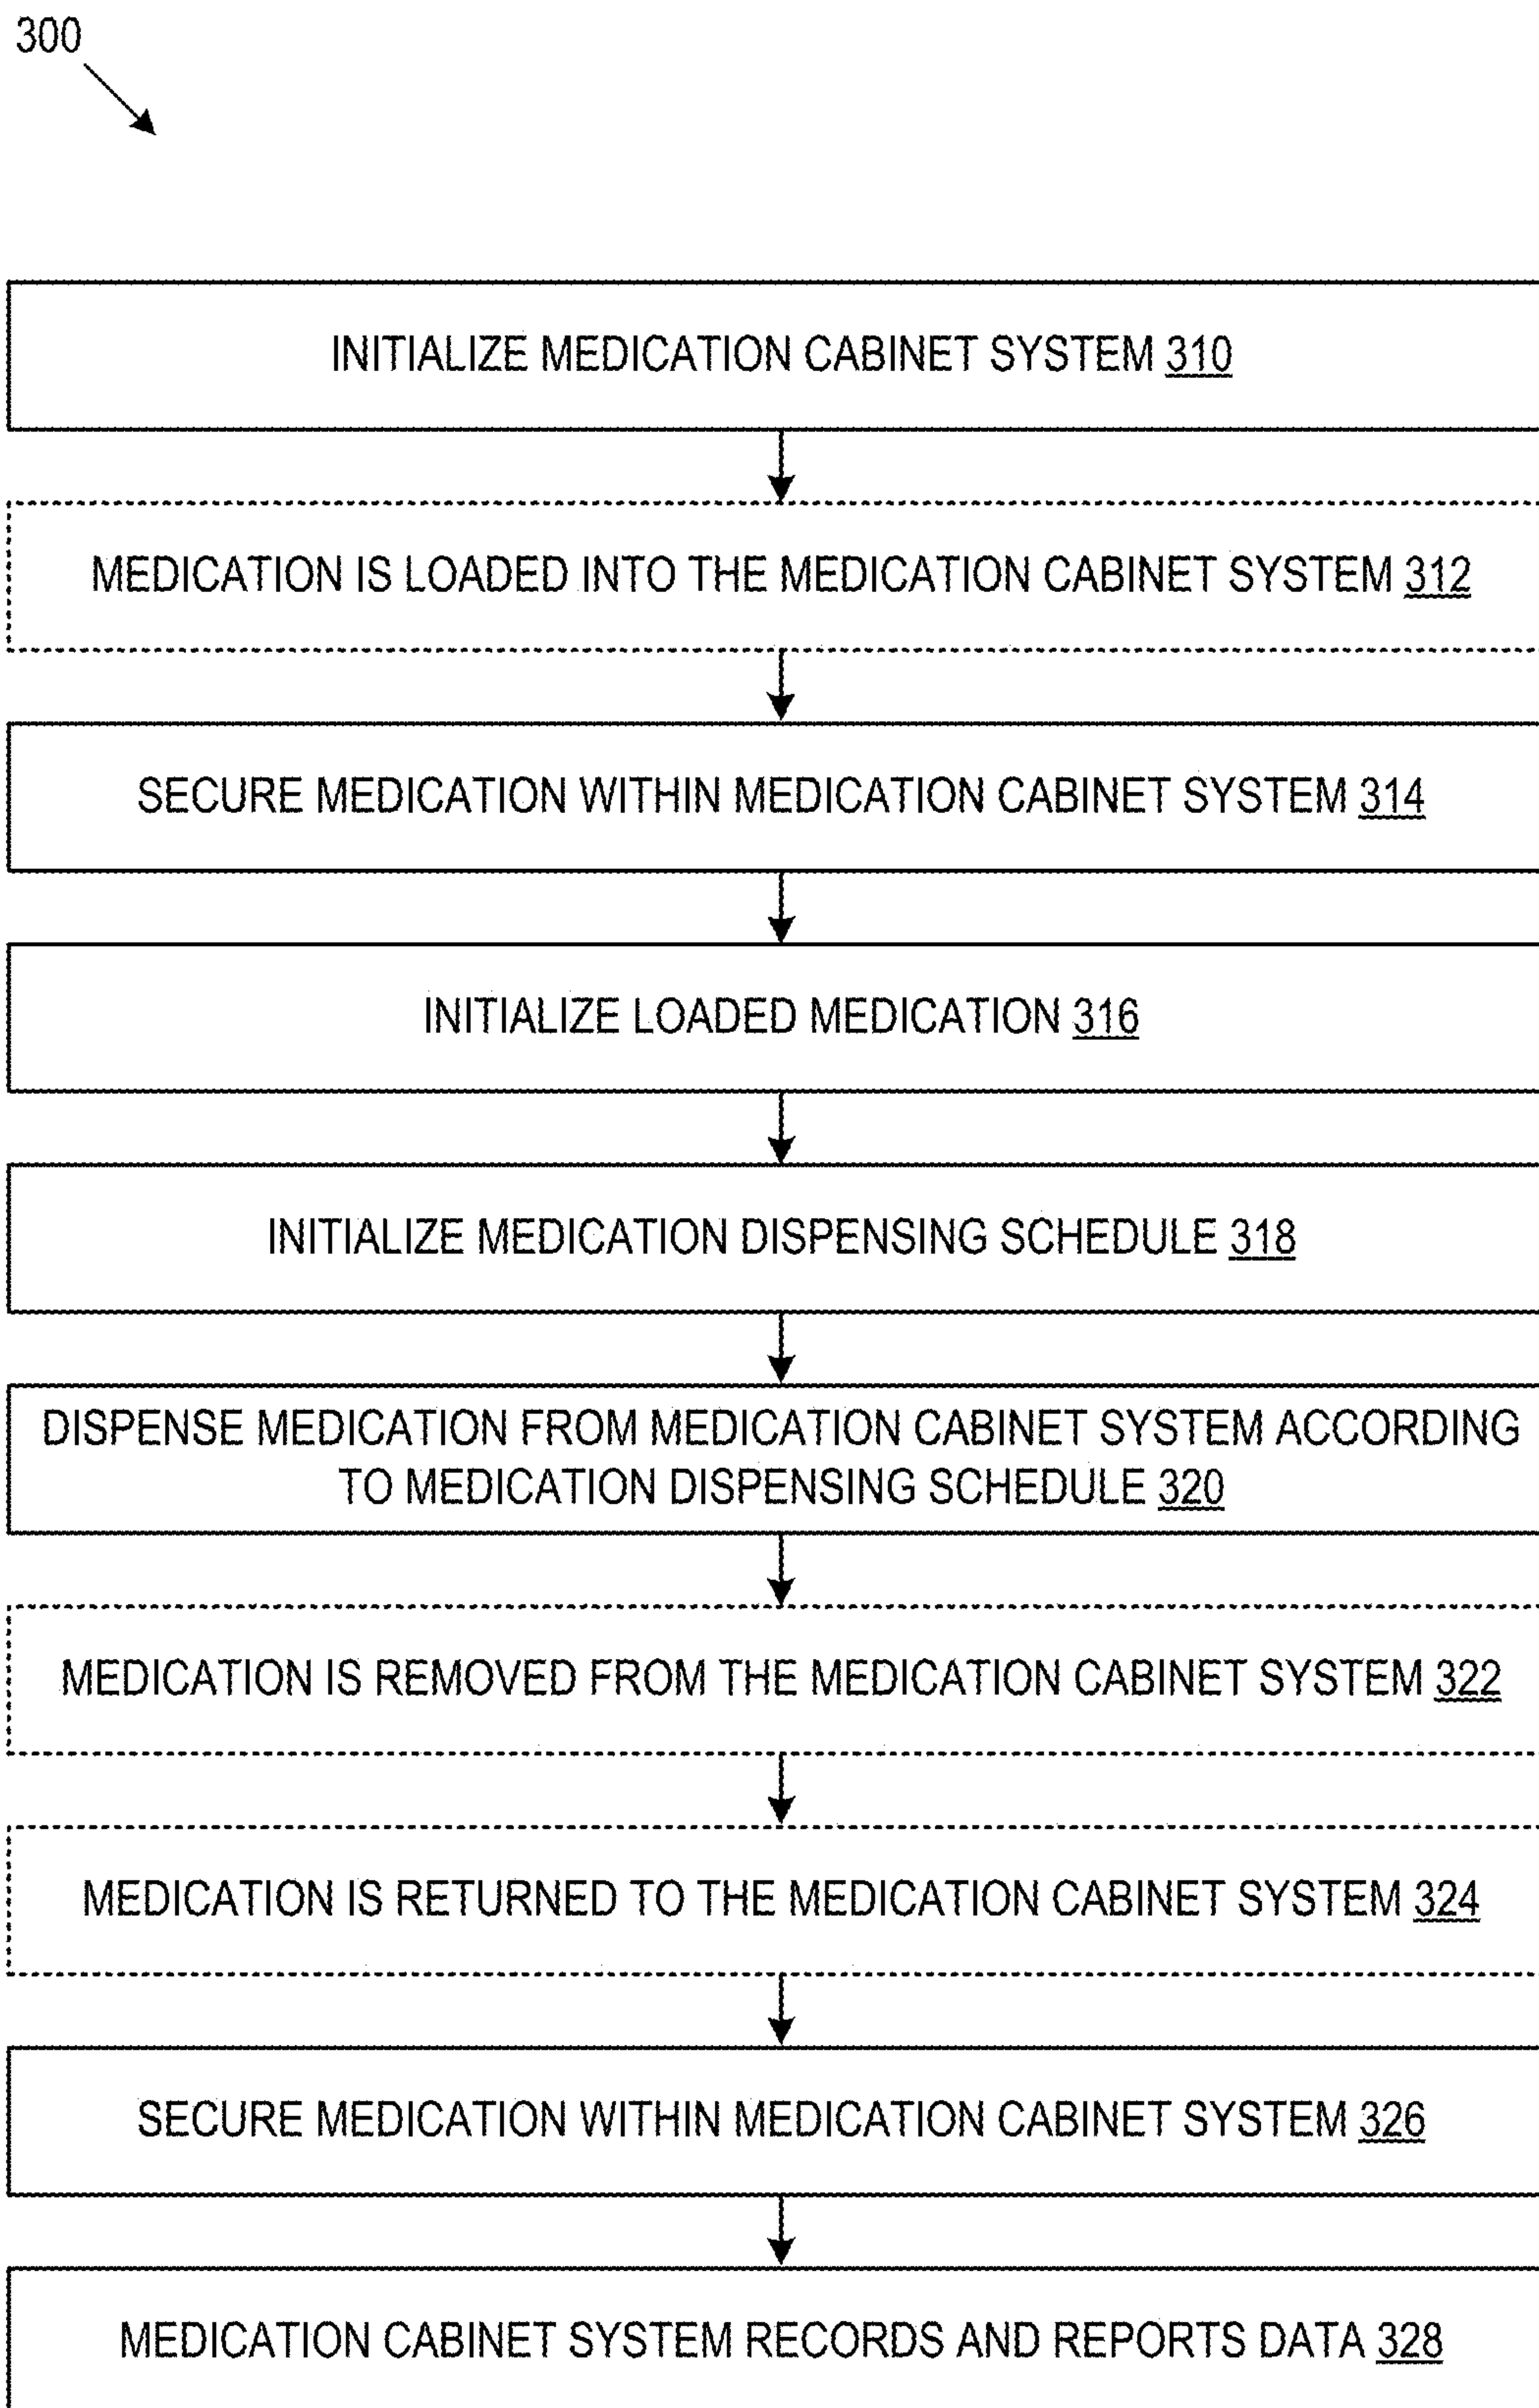 300
INITIALIZE MEDICATION CABINET SYSTEM 310
MEDICATION IS LOADED INTO THE MEDICATION CABINET SYSTEM 312
SECURE MEDICATION WITHIN MEDICATION CABINET SYSTEM 314
INITIALIZE LOADED MEDICATION 316
INITIALIZE MEDICATION DISPENSING SCHEDULE 318
DISPENSE MEDICATION FROM MEDICATION CABINET SYSTEM ACCORDING
TO MEDICATION DISPENSING SCHEDULE 320
MEDICATION IS REMOVED FROM THE MEDICATION CABINET SYSTEM 322
MEDICATION IS RETURNED TO THE MEDICATION CABINET SYSTEM 324
SECURE MEDICATION WITHIN MEDICATION CABINET SYSTEM 326
MEDICATION CABINET SYSTEM RECORDS AND REPORTS DATA 328